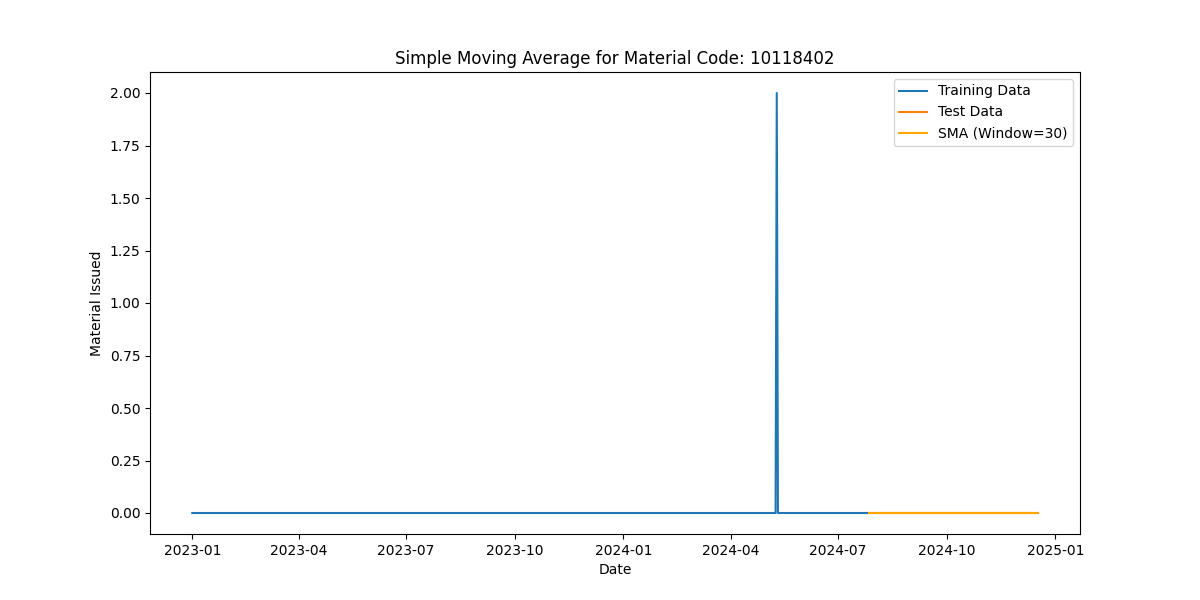 Simple Moving Average for Material Code: 10118402
Training Data
Test Data
SMA (Window=30)
Material Issued
2.00
1.75
1.50
1.25
1.00
0.75
0.50
0.25
0.00
2023-01 2023-04 2023-07 2023-10 2024-01 2024-04 2024-07 2024-10 2025-01
Date